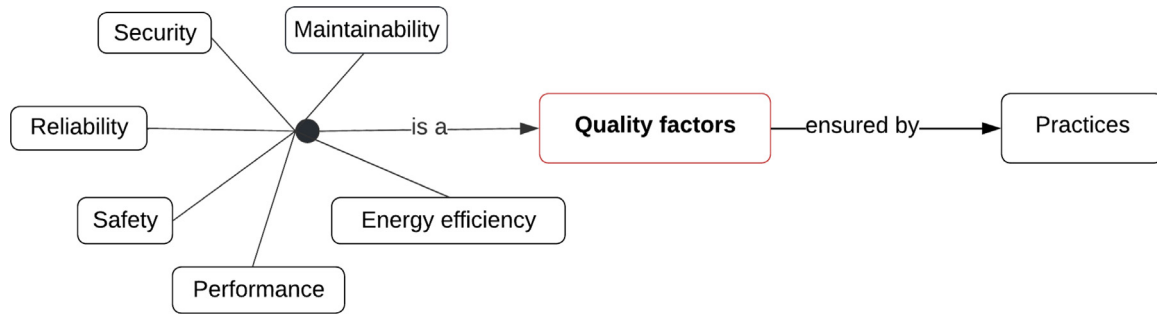 Security
Maintainability
Reliability
is a
Quality factors
ensured by
Practices
Safety
Energy efficiency
Performance